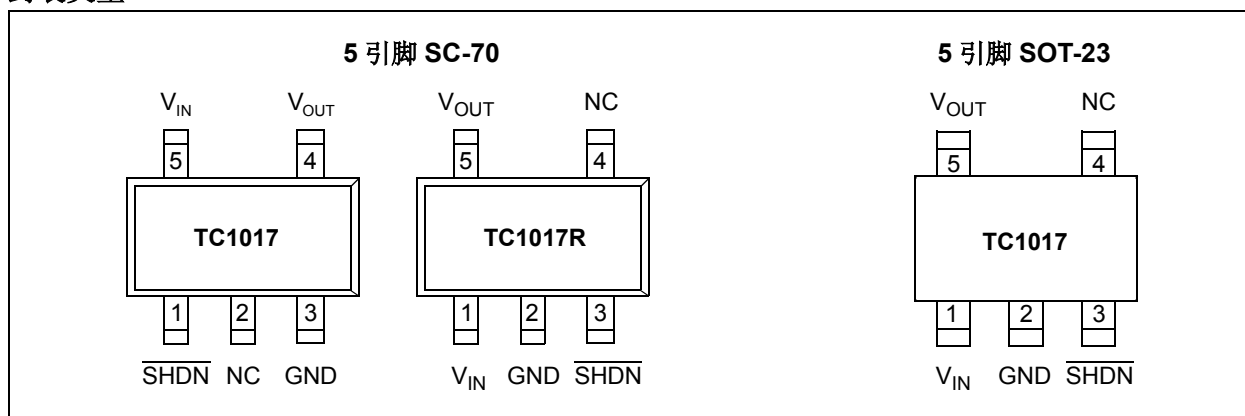 5 引脚 SC-70
5 引脚 SOT-23
V_IN V_OUT V_OUT NC V_OUT NC
5 4 5 4 5 4
TC1017 TC1017R TC1017
1 2 3 1 2 3 1 2 3
SHDN NC GND V_IN GND SHDN V_IN GND SHDN